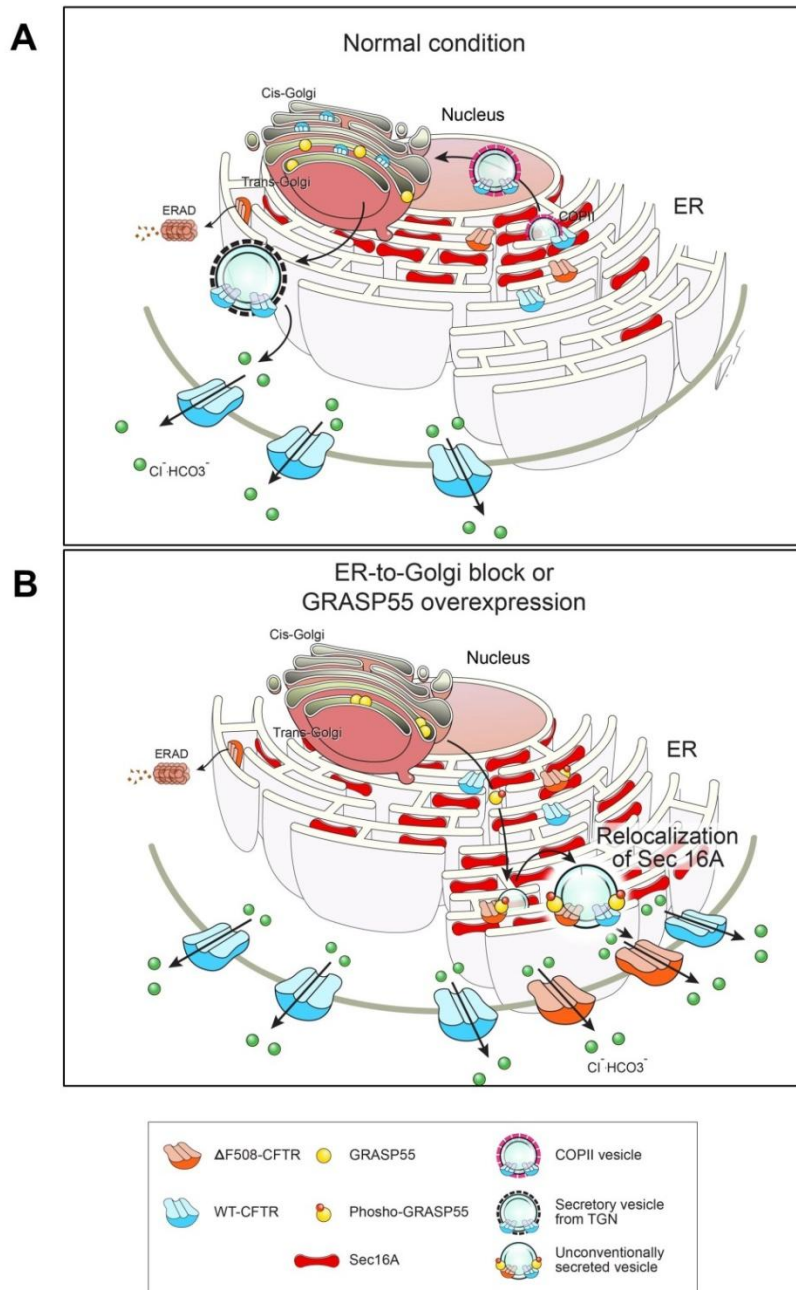 A
Normal condition
Cis-Golgi
Nucleus
Trans-Golgi
ERAD
COPII
ER
Cl⁻HCO3⁻
B
ER-to-Golgi block or
GRASP55 overexpression
Cis-Golgi
Nucleus
Trans-Golgi
ERAD
ER
Relocalization
of Sec 16A
Cl⁻HCO3⁻
ΔF508-CFTR
GRASP55
COPII vesicle
WT-CFTR
Phosho-GRASP55
Secretory vesicle
from TGN
Sec16A
Unconventionally
secreted vesicle